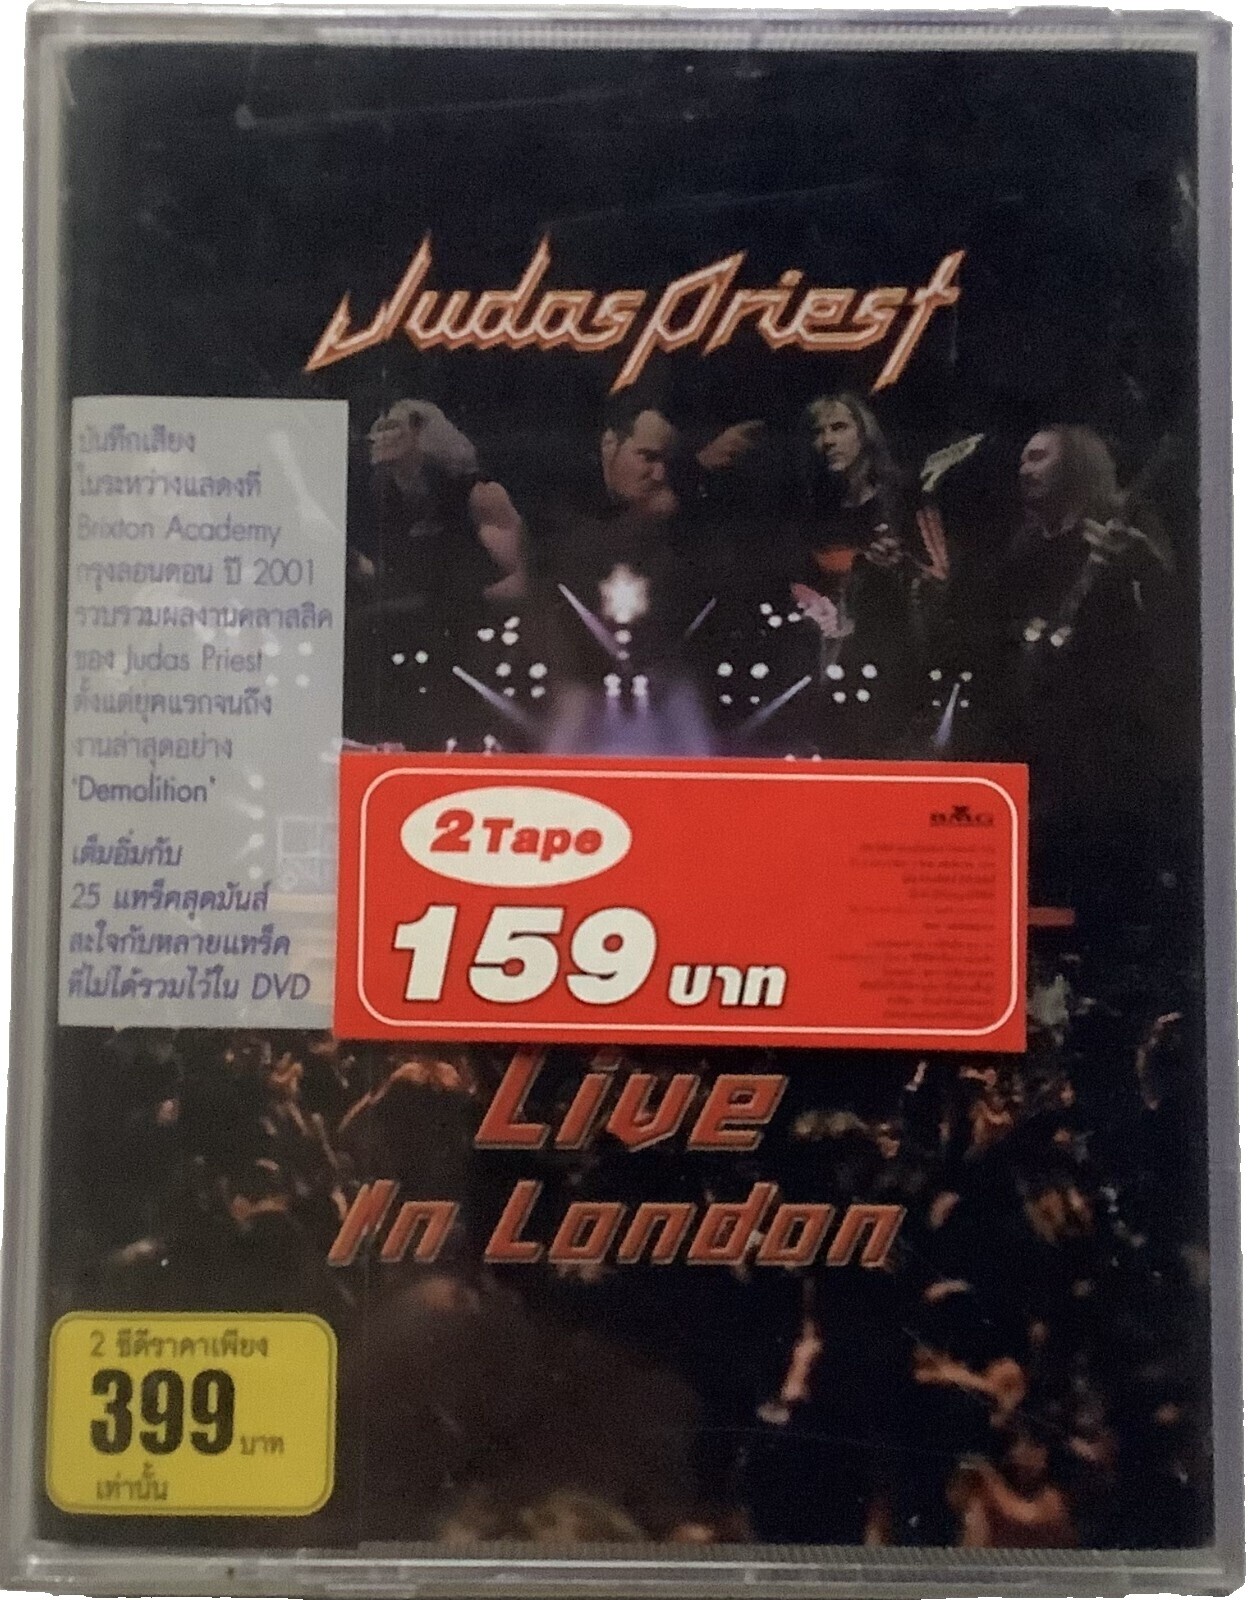 Judas Priest
บันทึกเสียง
ในระหว่างแสดงที่
Brixton Academy
กรุงลอนดอน ปี 2001
รวบรวมผลงานคลาสสิค
ของ Judas Priest
ตั้งแต่ยุคแรกจนถึง
งานล่าสุดอย่าง
'Demolition'
เต็มอิ่มกับ
25 แทร็คสุดมันส์
สะใจกับหลายแทร็ค
ที่ไม่ได้รวมไว้ใน DVD
2 Tape
159 บาท
BMG
Live
In London
2 ซีดีราคาเพียง
399 บาท
เท่านั้น